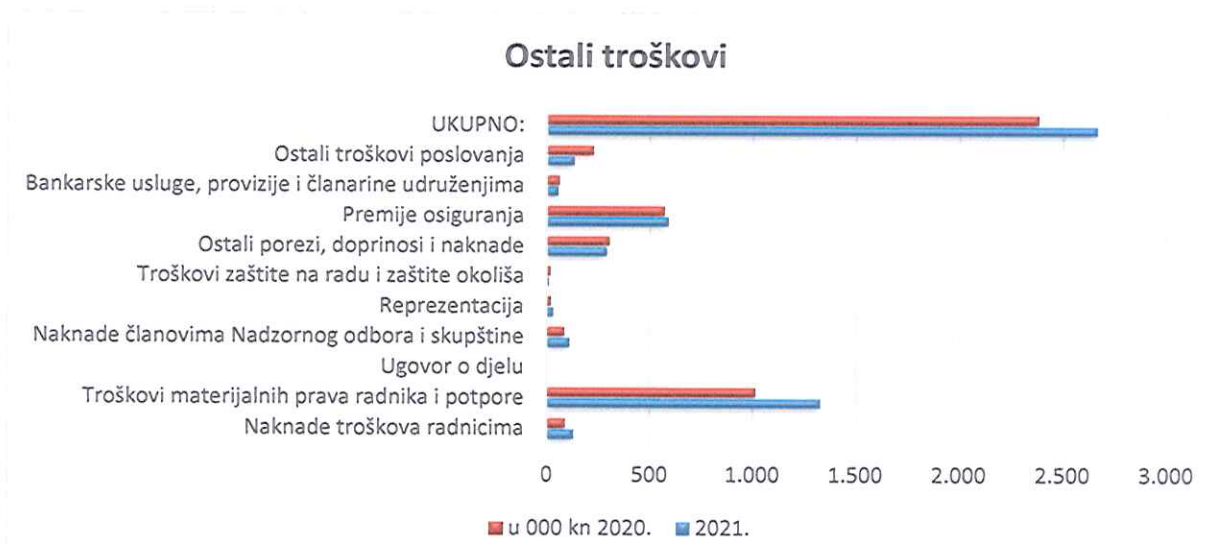 Ostali troškovi
UKUPNO:
Ostali troškovi poslovanja
Bankarske usluge, provizije i članarine udruženjima
Premije osiguranja
Ostali porezi, doprinosi i naknade
Troškovi zaštite na radu i zaštite okoliša
Reprezentacija
Naknade članovima Nadzornog odbora i skupštine
Ugovor o djelu
Troškovi materijalnih prava radnika i potpore
Naknade troškova radnicima
0 500 1.000 1.500 2.000 2.500 3.000
u 000 kn 2020. 2021.